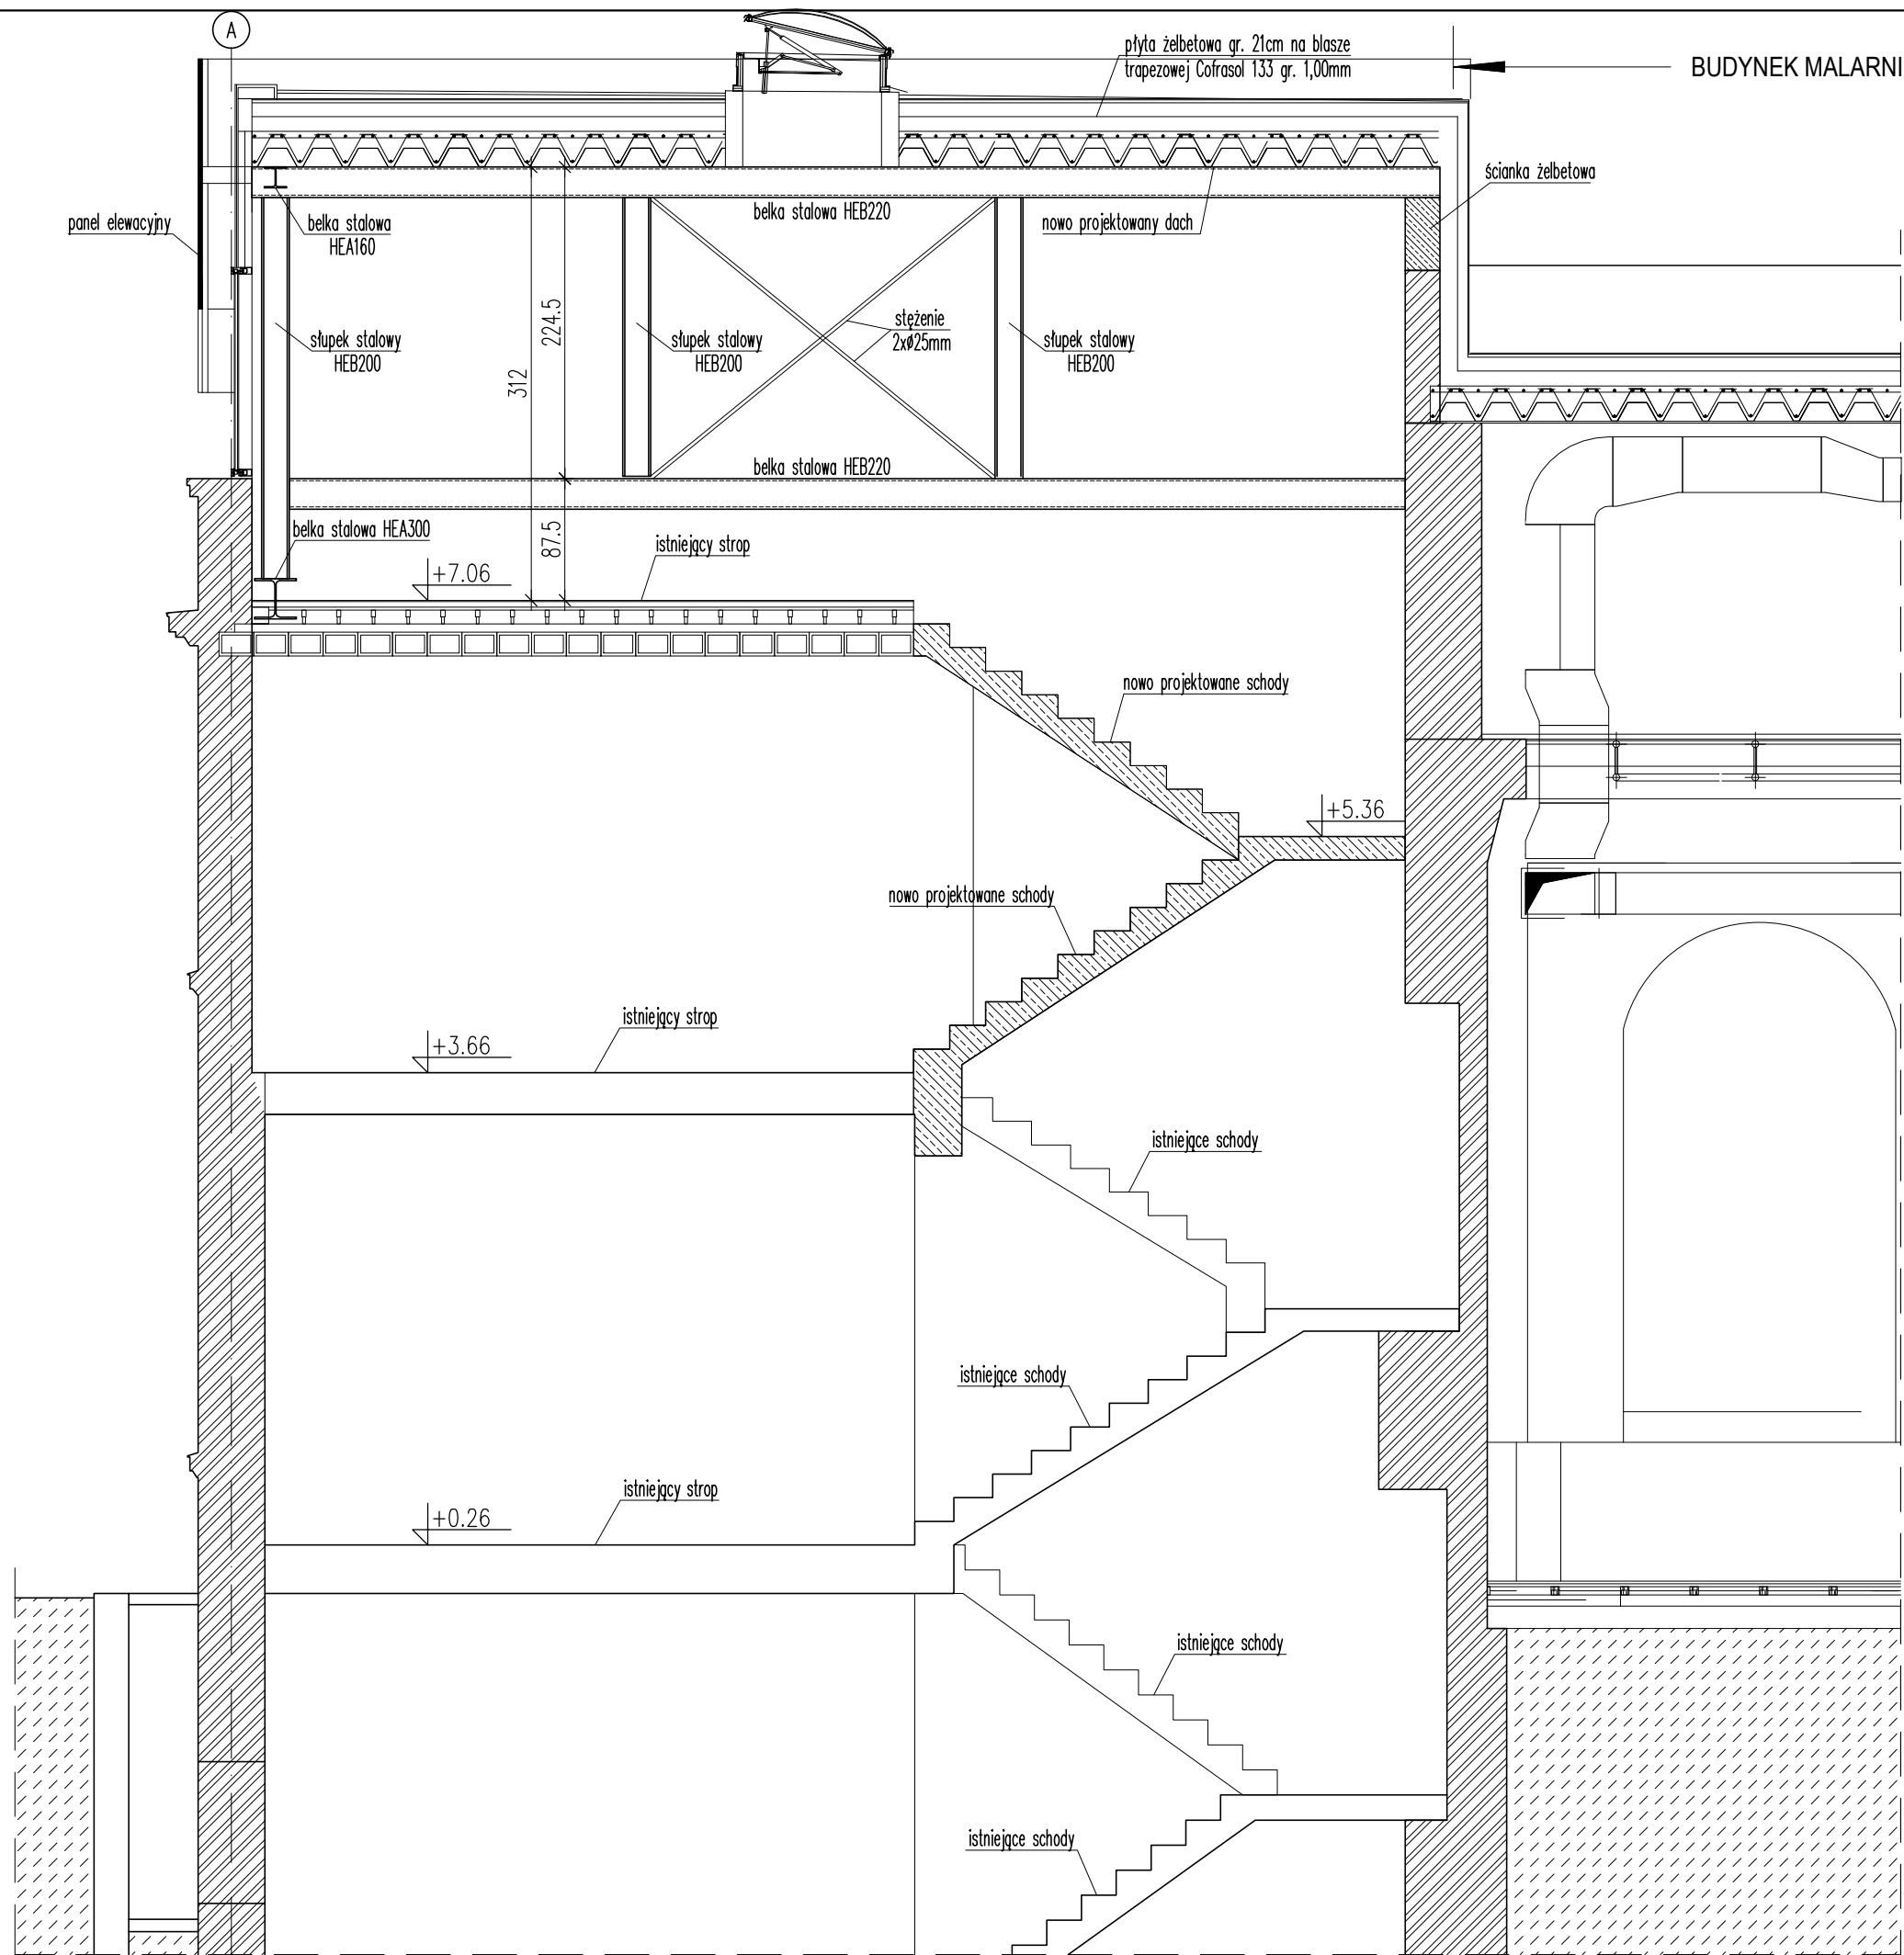 A
płyta żelbetowa gr. 21cm na blasze
trapezowej Cofrasol 133 gr. 1,00mm
BUDYNEK MALARNI
ścianka żelbetowa
panel elewacyjny
belka stalowa
HEA160
belka stalowa HEB220
nowo projektowany dach
słupek stalowy
HEB200
312
224.5
słupek stalowy
HEB200
stężenie
2xø25mm
słupek stalowy
HEB200
belka stalowa HEB220
belka stalowa HEA300
87.5
istniejący strop
+7.06
nowo projektowane schody
+5.36
nowo projektowane schody
istniejący strop
+3.66
istniejące schody
istniejące schody
istniejący strop
+0.26
istniejące schody
istniejące schody